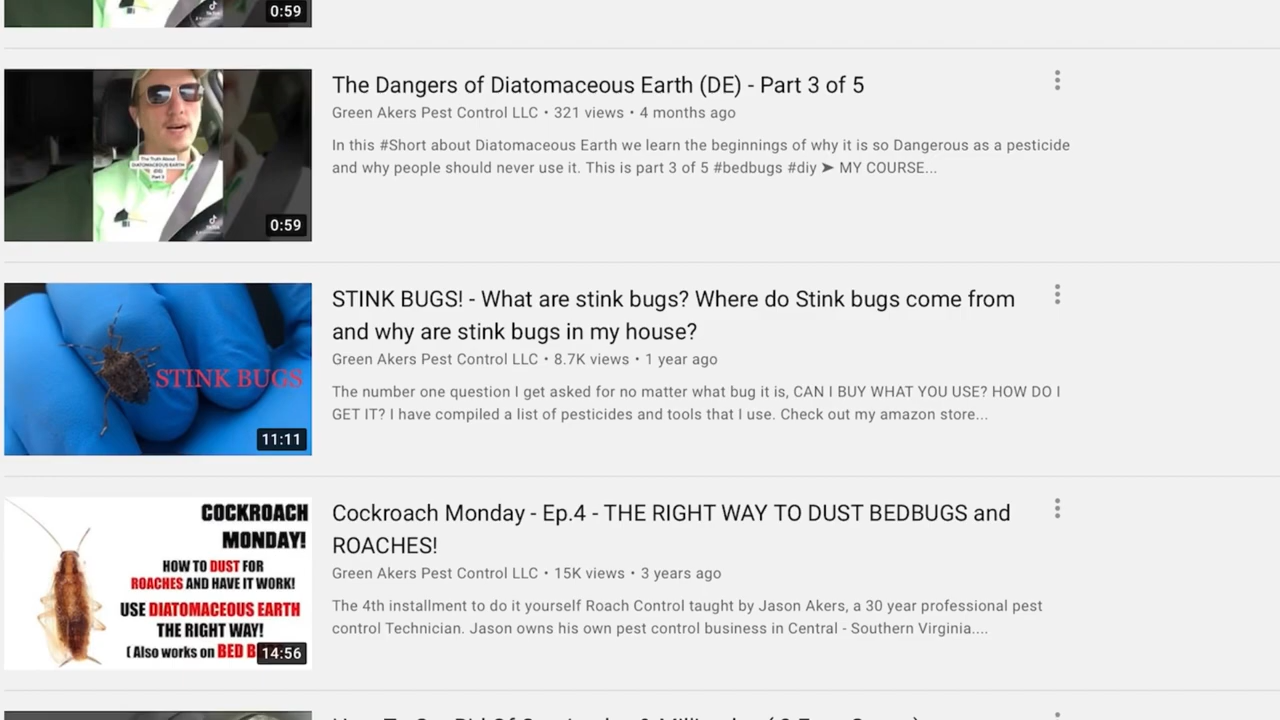 0:59
The Dangers of Diatomaceous Earth (DE) - Part 3 of 5
Green Akers Pest Control LLC • 321 views • 4 months ago
In this #Short about Diatomaceous Earth we learn the beginnings of why it is so Dangerous as a pesticide
and why people should never use it. This is part 3 of 5 #bedbugs #diy ➤ MY COURSE...
The Truth About
DIATOMACEOUS EARTH
(DE)
Part 3
TikTok
0:59
STINK BUGS! - What are stink bugs? Where do Stink bugs come from
and why are stink bugs in my house?
Green Akers Pest Control LLC • 8.7K views • 1 year ago
The number one question I get asked for no matter what bug it is, CAN I BUY WHAT YOU USE? HOW DO I
GET IT? I have compiled a list of pesticides and tools that I use. Check out my amazon store...
STINK BUGS
11:11
Cockroach Monday - Ep.4 - THE RIGHT WAY TO DUST BEDBUGS and
ROACHES!
Green Akers Pest Control LLC • 15K views • 3 years ago
The 4th installment to do it yourself Roach Control taught by Jason Akers, a 30 year professional pest
control Technician. Jason owns his own pest control business in Central - Southern Virginia....
COCKROACH
MONDAY!
HOW TO DUST FOR
ROACHES AND HAVE IT WORK!
USE DIATOMACEOUS EARTH
THE RIGHT WAY!
( Also works on BED B
14:56